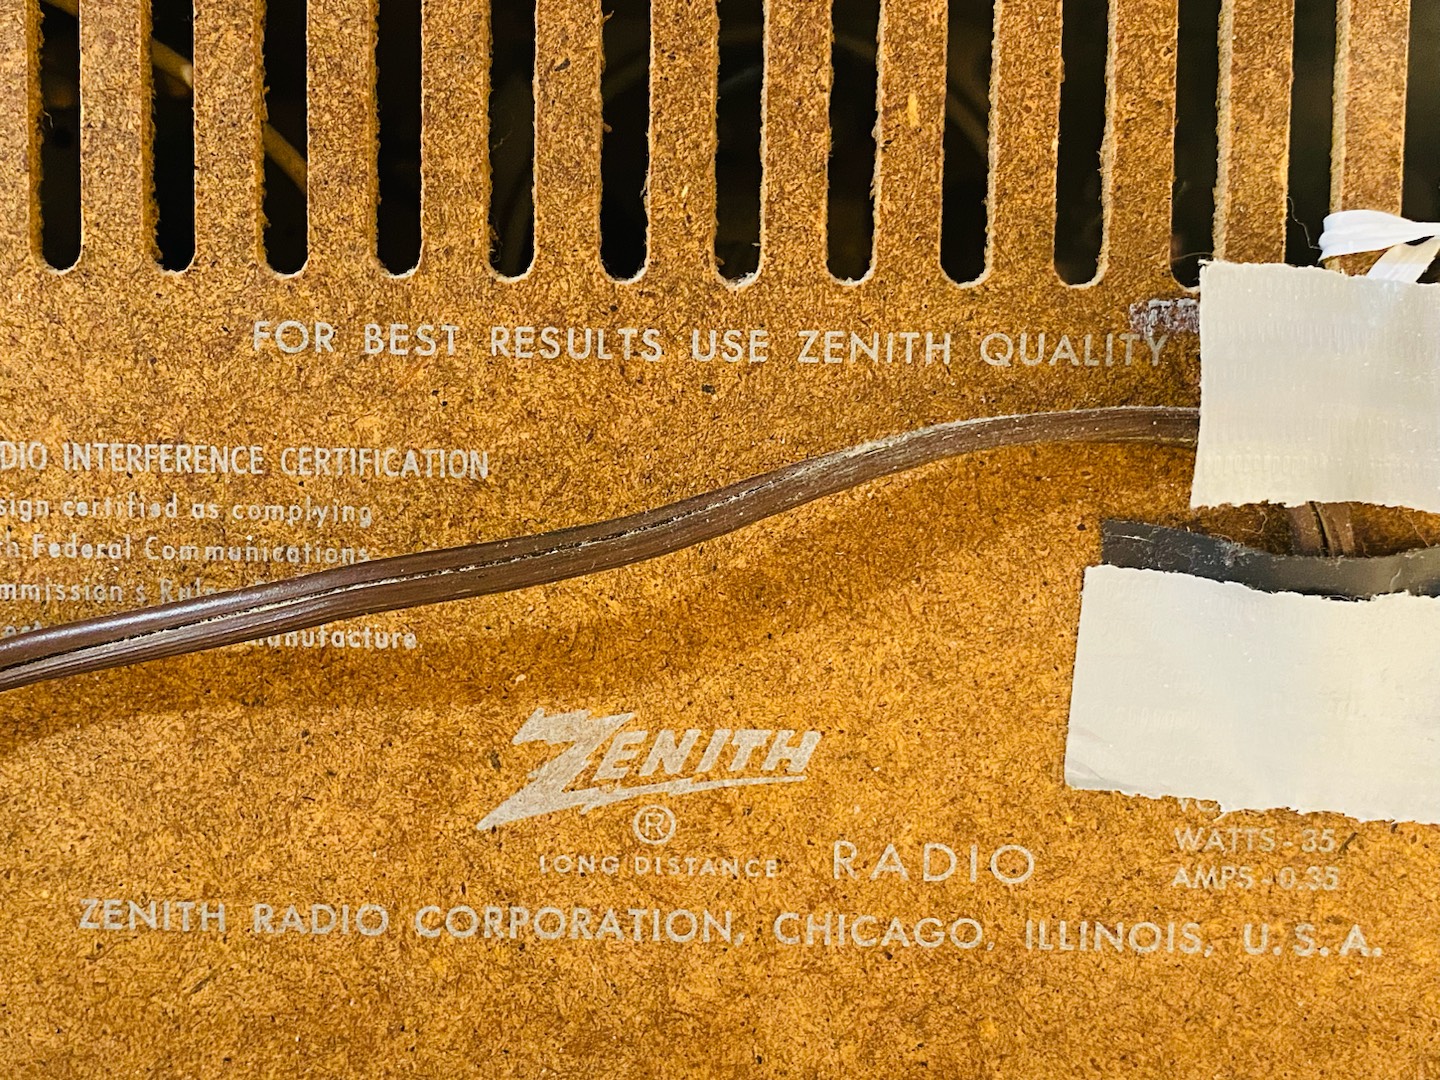 FOR BEST RESULTS USE ZENITH QUALITY
DIO INTERFERENCE CERTIFICATION
sign certified as complying
h Federal Communications
mmission's
manufacture
ZENITH
®
LONG DISTANCE RADIO
WATTS - 35
AMPS - 0.35
ZENITH RADIO CORPORATION, CHICAGO, ILLINOIS, U.S.A.